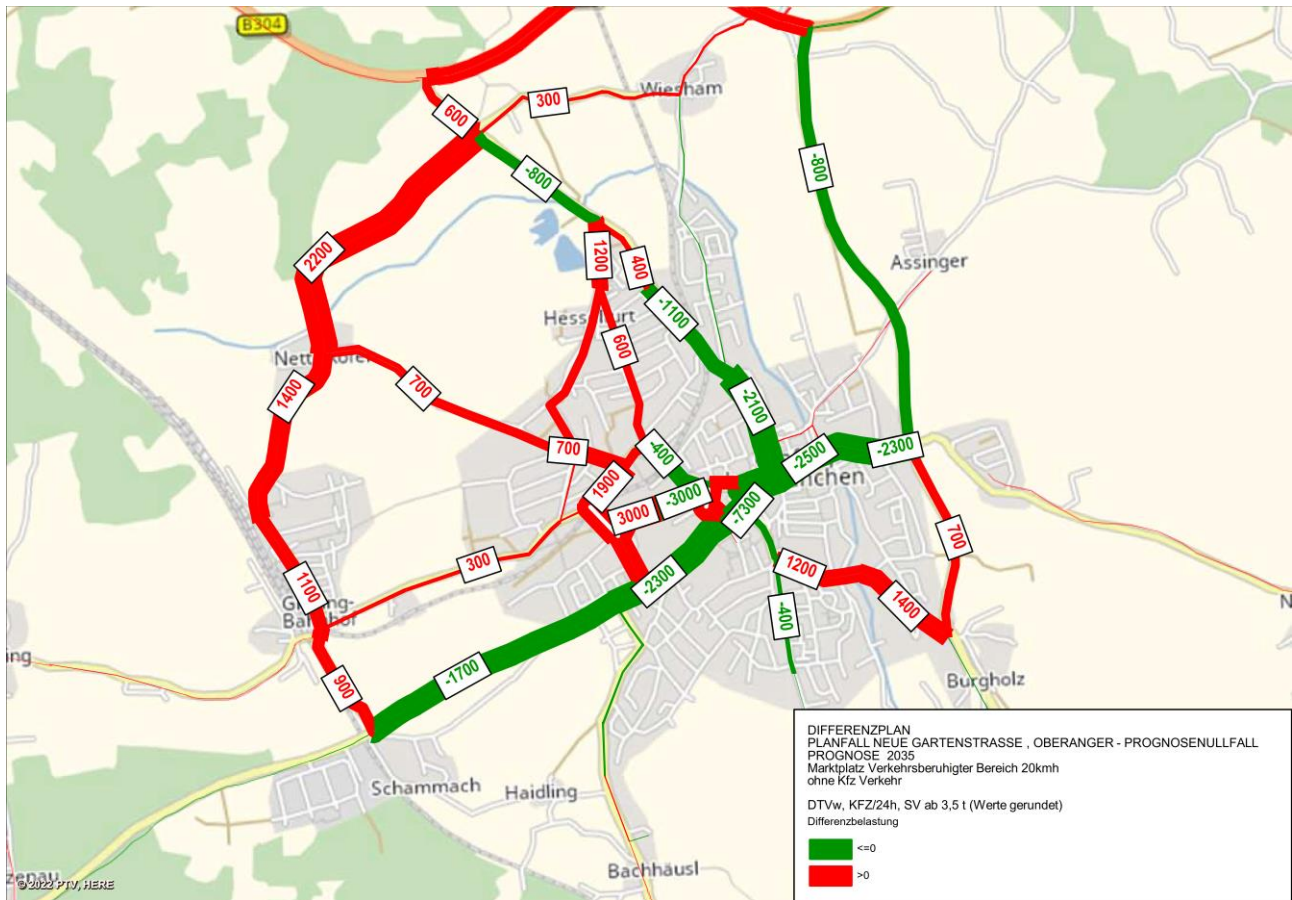 B304
Wiesham
300
600
-800
-800
2200
1200
400
Assinger
-1100
Hesselfurt
600
1400
700
-2100
700
-400
-2500
-2300
1900
-3000
3000
-7300
700
300
1200
-2300
1100
1400
-400
-1700
900
Burgholz
Schammach
Haidling
Bachhäusl
DIFFERENZPLAN
PLANFALL NEUE GARTENSTRASSE , OBERANGER - PROGNOSENULLFALL
PROGNOSE 2035
Marktplatz Verkehrsberuhigter Bereich 20kmh
ohne Kfz Verkehr
DTVw, KFZ/24h, SV ab 3,5 t (Werte gerundet)
Differenzbelastung
<=0
>0
© 2022 PTV, HERE